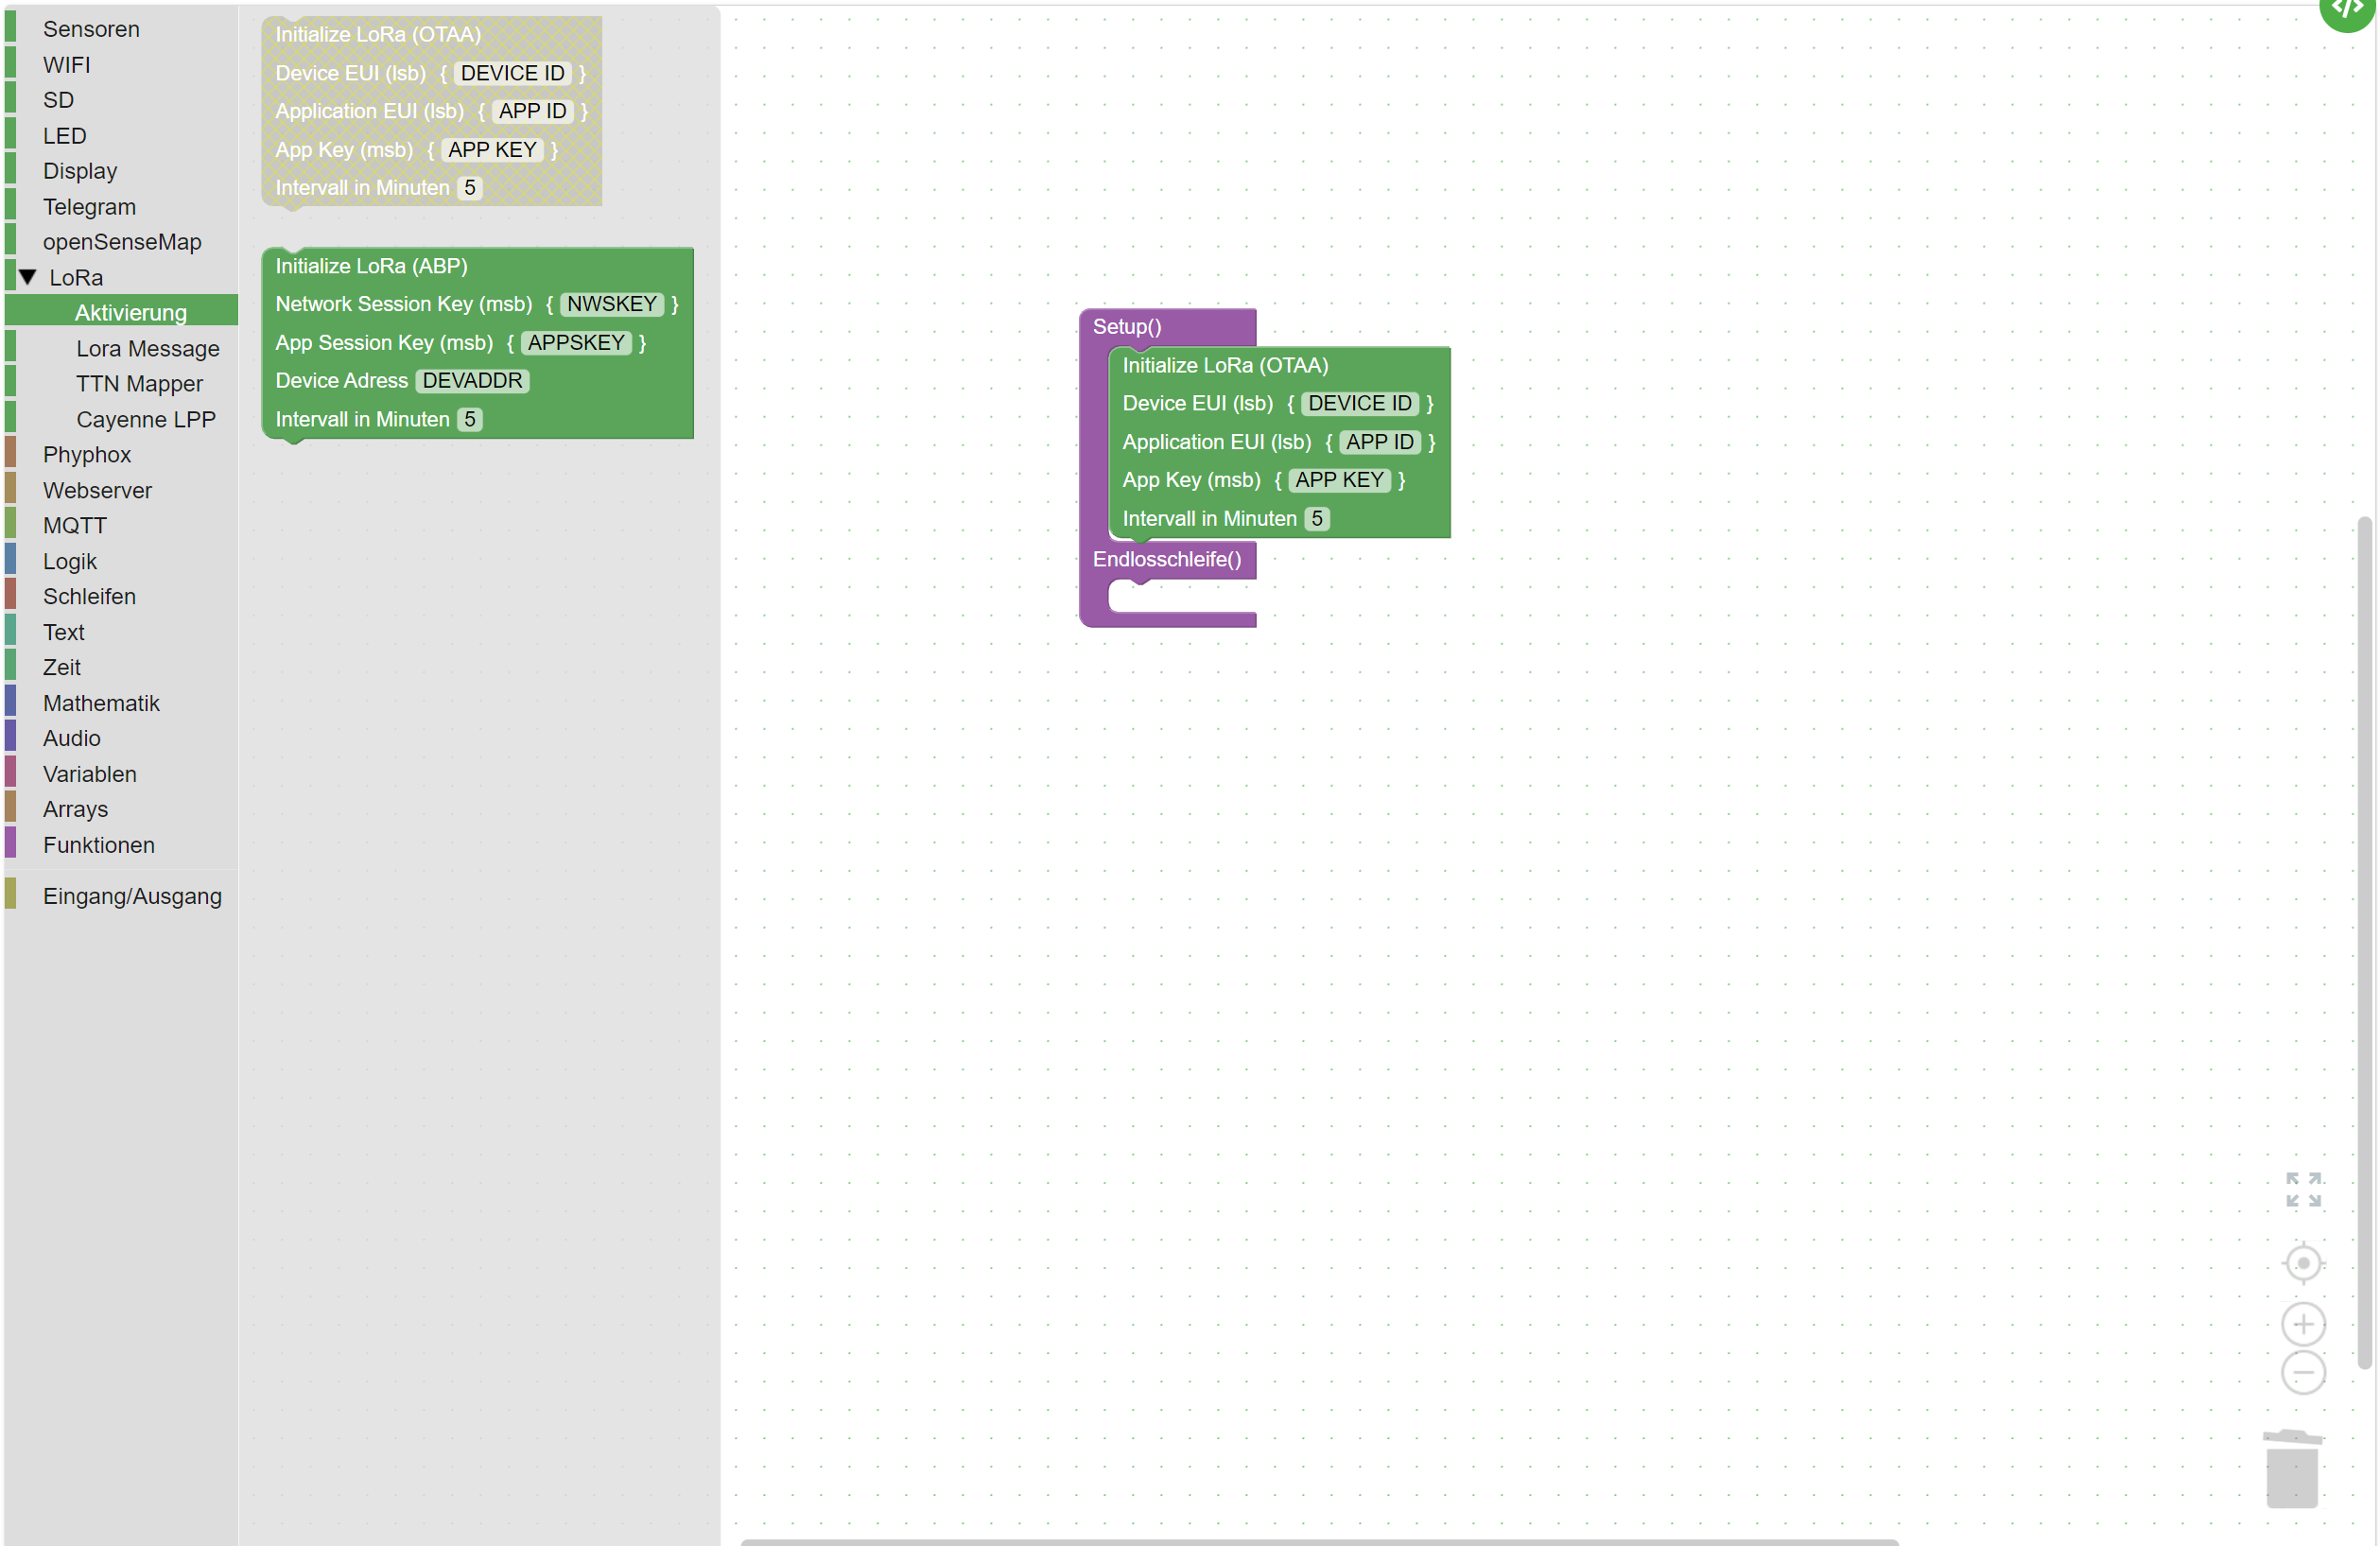 Sensoren
WIFI
SD
LED
Display
Telegram
openSenseMap
LoRa
Aktivierung
Lora Message
TTN Mapper
Cayenne LPP
Phyphox
Webserver
MQTT
Logik
Schleifen
Text
Zeit
Mathematik
Audio
Variablen
Arrays
Funktionen
Eingang/Ausgang
Initialize LoRa (OTAA)
Device EUI (lsb) { DEVICE ID }
Application EUI (lsb) { APP ID }
App Key (msb) { APP KEY }
Intervall in Minuten 5
Initialize LoRa (ABP)
Network Session Key (msb) { NWSKEY }
App Session Key (msb) { APPSKEY }
Device Adress DEVADDR
Intervall in Minuten 5
Setup()
Initialize LoRa (OTAA)
Device EUI (lsb) { DEVICE ID }
Application EUI (lsb) { APP ID }
App Key (msb) { APP KEY }
Intervall in Minuten 5
Endlosschleife()